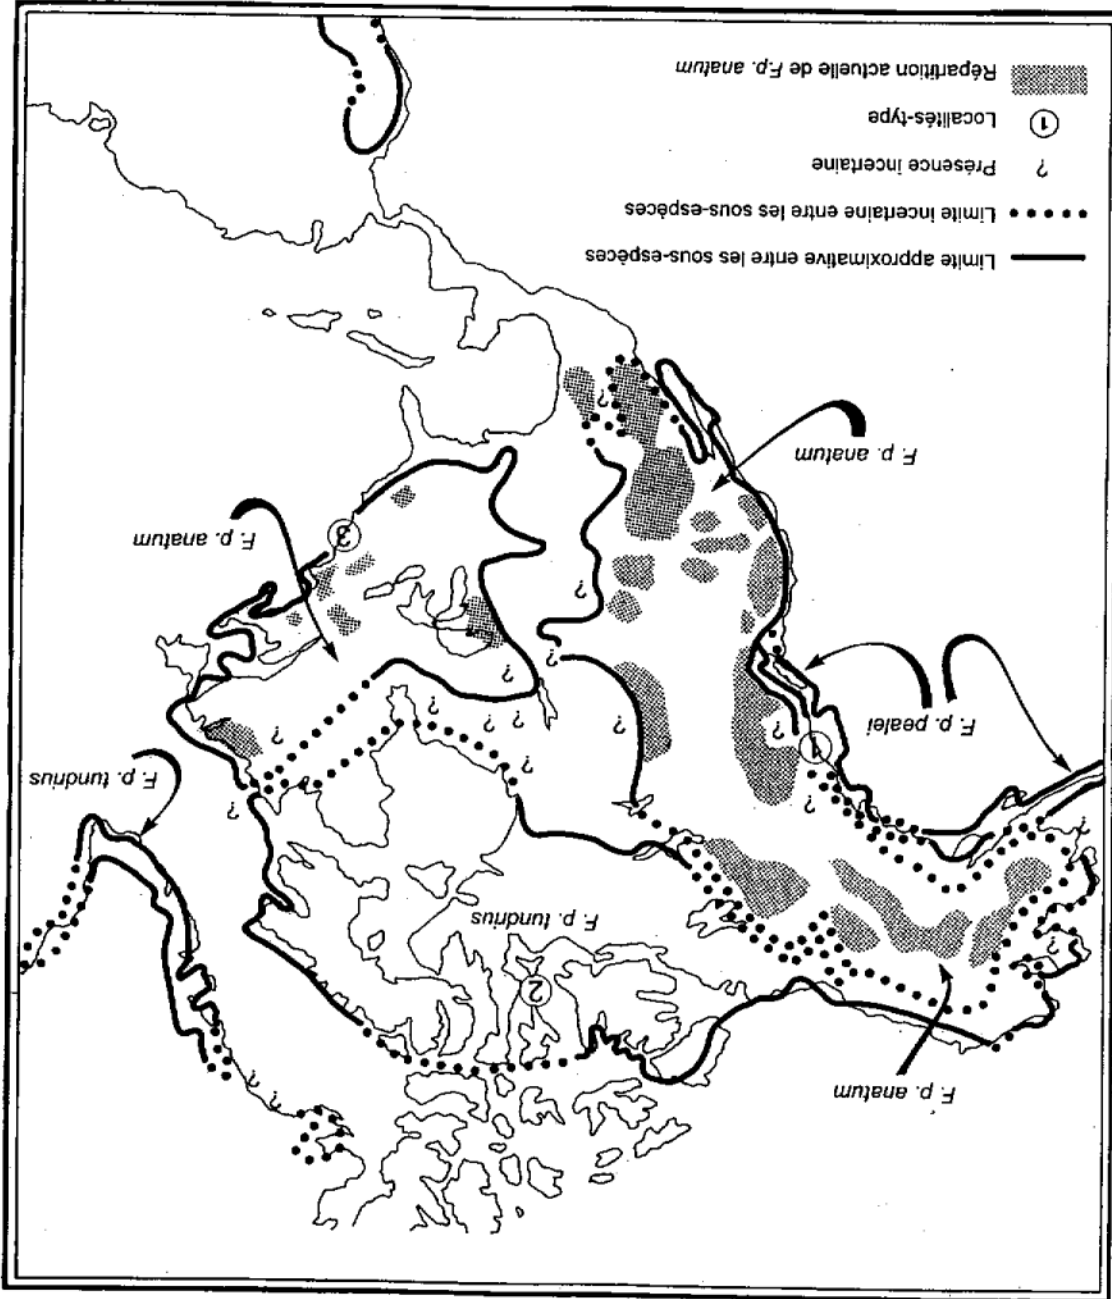 F. p. anatum
?
?
2
?
F. p. tundrius
?
?
?
F. p. tundrius
?
1
?
?
F. p. pealei
?
?
?
?
?
?
?
F. p. anatum
3
F. p. anatum
?
Limite approximative entre les sous-espèces
Limite incertaine entre les sous-espèces
? Présence incertaine
1 Localités-type
Répartition actuelle de F.p. anatum